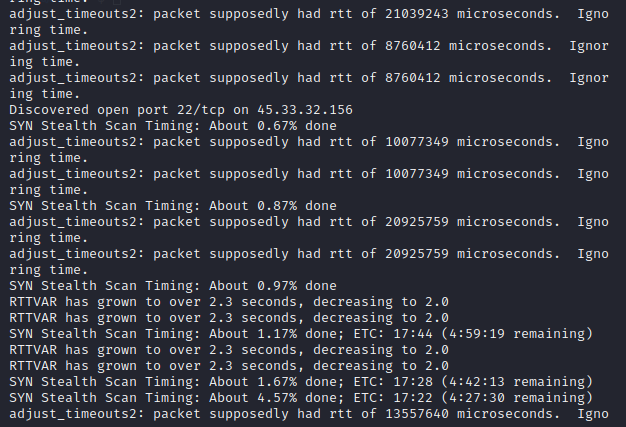 adjust_timeouts2: packet supposedly had rtt of 21039243 microseconds.  Igno
ring time.
adjust_timeouts2: packet supposedly had rtt of 8760412 microseconds.  Ignor
ing time.
adjust_timeouts2: packet supposedly had rtt of 8760412 microseconds.  Ignor
ing time.
Discovered open port 22/tcp on 45.33.32.156
SYN Stealth Scan Timing: About 0.67% done
adjust_timeouts2: packet supposedly had rtt of 10077349 microseconds.  Igno
ring time.
adjust_timeouts2: packet supposedly had rtt of 10077349 microseconds.  Igno
ring time.
SYN Stealth Scan Timing: About 0.87% done
adjust_timeouts2: packet supposedly had rtt of 20925759 microseconds.  Igno
ring time.
adjust_timeouts2: packet supposedly had rtt of 20925759 microseconds.  Igno
ring time.
SYN Stealth Scan Timing: About 0.97% done
RTTVAR has grown to over 2.3 seconds, decreasing to 2.0
RTTVAR has grown to over 2.3 seconds, decreasing to 2.0
SYN Stealth Scan Timing: About 1.17% done; ETC: 17:44 (4:59:19 remaining)
RTTVAR has grown to over 2.3 seconds, decreasing to 2.0
RTTVAR has grown to over 2.3 seconds, decreasing to 2.0
SYN Stealth Scan Timing: About 1.67% done; ETC: 17:28 (4:42:13 remaining)
SYN Stealth Scan Timing: About 4.57% done; ETC: 17:22 (4:27:30 remaining)
adjust_timeouts2: packet supposedly had rtt of 13557640 microseconds.  Igno